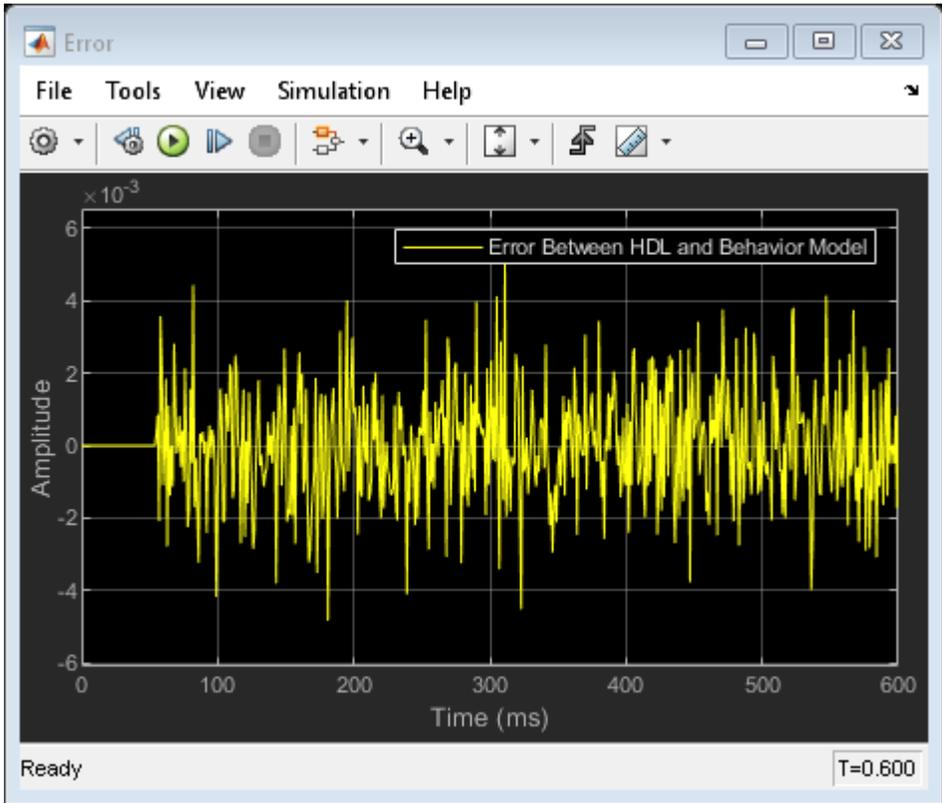 Error
File Tools View Simulation Help
×10-3
Error Between HDL and Behavior Model
6
4
2
0
-2
-4
-6
Amplitude
0 100 200 300 400 500 600
Time (ms)
Ready T=0.600